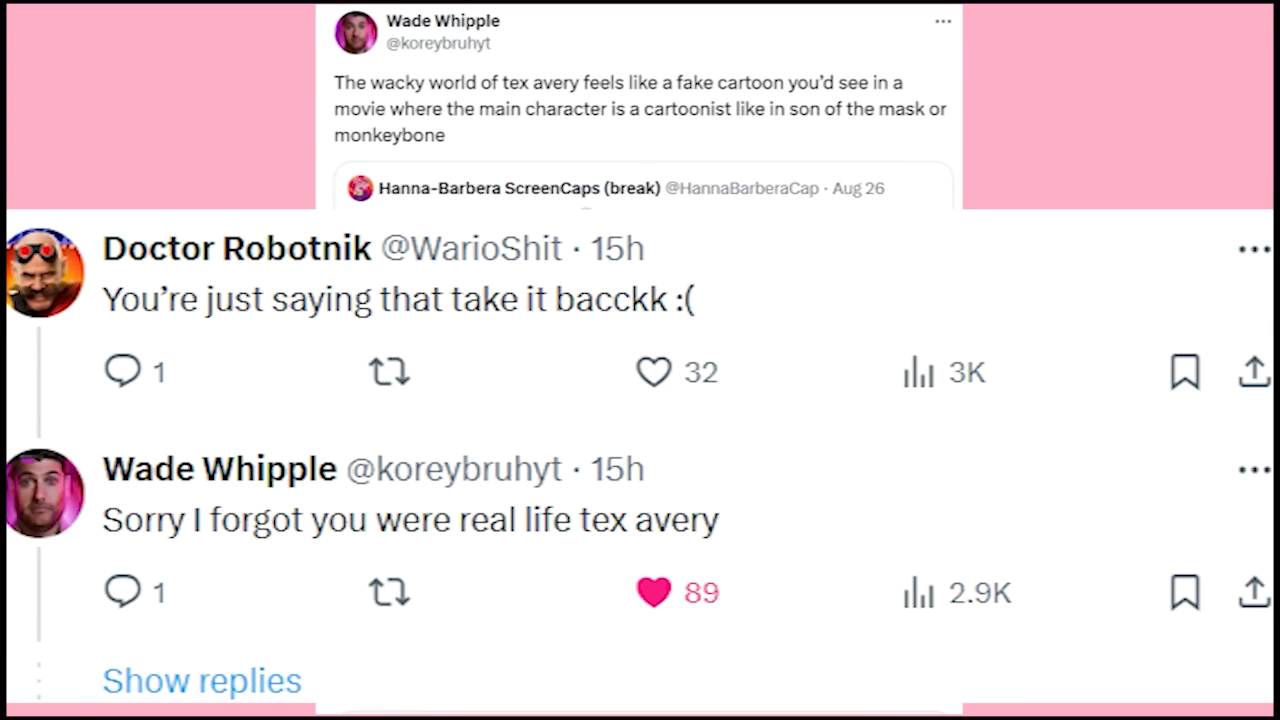 Wade Whipple
@koreybruhyt
The wacky world of tex avery feels like a fake cartoon you’d see in a
movie where the main character is a cartoonist like in son of the mask or
monkeybone
Hanna-Barbera ScreenCaps (break) @HannaBarberaCap · Aug 26
Doctor Robotnik @WarioShit · 15h
You’re just saying that take it bacckk :(
1 32 3K
Wade Whipple @koreybruhyt · 15h
Sorry I forgot you were real life tex avery
1 89 2.9K
Show replies